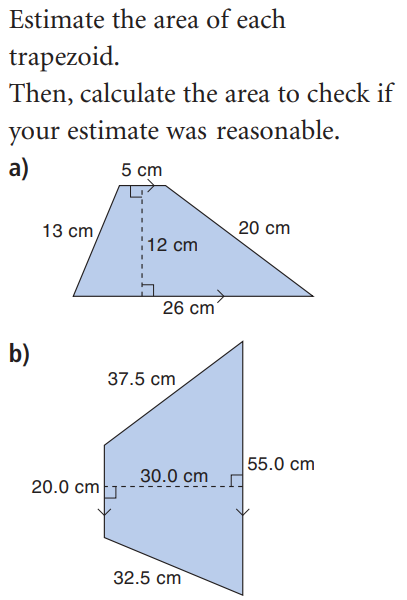 Estimate the area of each
trapezoid.
Then, calculate the area to check if
your estimate was reasonable.
a)
5 cm
13 cm
20 cm
12 cm
26 cm
b)
37.5 cm
55.0 cm
30.0 cm
20.0 cm
32.5 cm